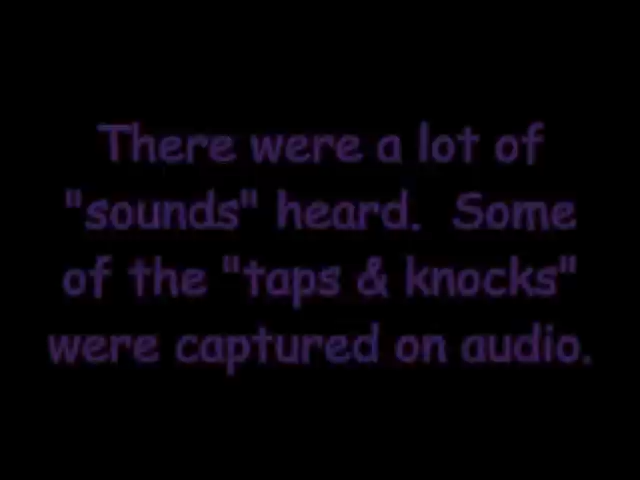 There were a lot of
"sounds" heard.  Some
of the "taps & knocks"
were captured on audio.